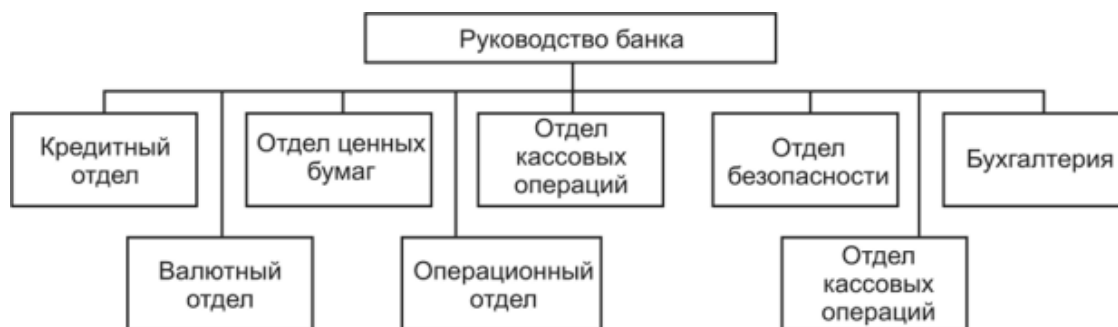 Руководство банка
Кредитный
отдел
Отдел ценных
бумаг
Отдел
кассовых
операций
Отдел
безопасности
Бухгалтерия
Валютный
отдел
Операционный
отдел
Отдел
кассовых
операций